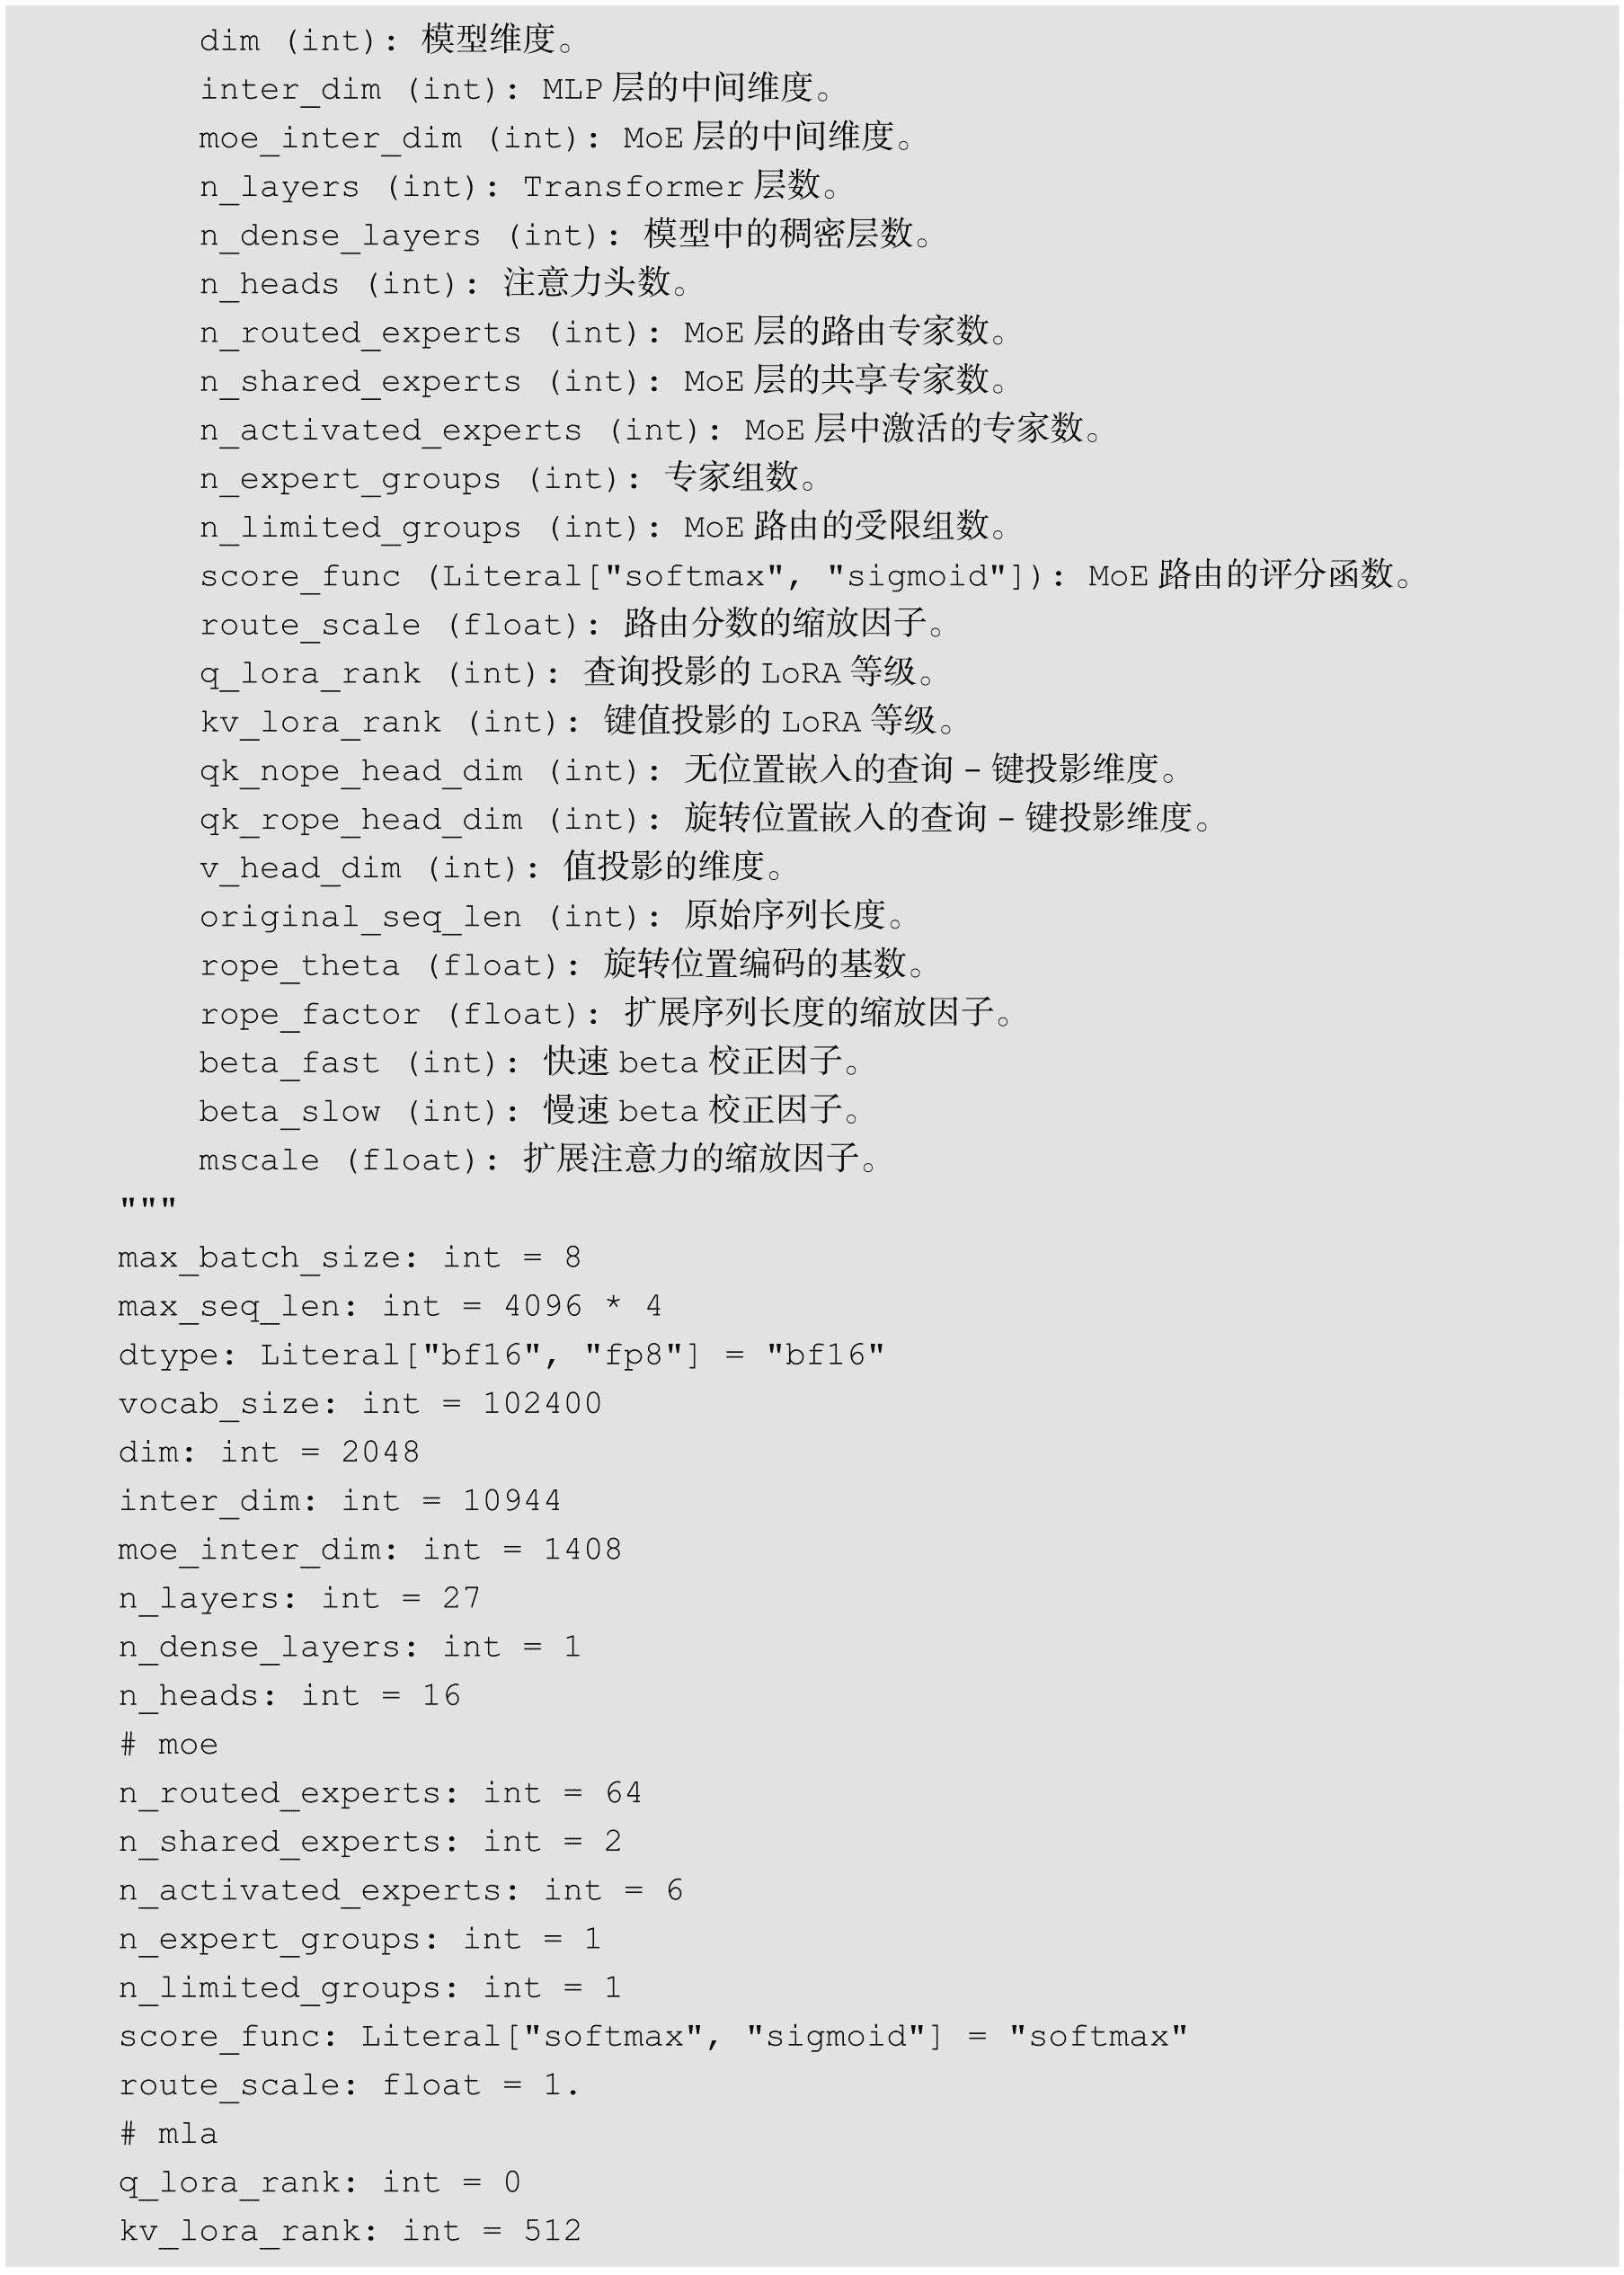 dim (int): 模型维度。
inter_dim (int): MLP 层的中间维度。
moe_inter_dim (int): MoE 层的中间维度。
n_layers (int): Transformer 层数。
n_dense_layers (int): 模型中的稠密层数。
n_heads (int): 注意力头数。
n_routed_experts (int): MoE 层的路由专家数。
n_shared_experts (int): MoE 层的共享专家数。
n_activated_experts (int): MoE 层中激活的专家数。
n_expert_groups (int): 专家组数。
n_limited_groups (int): MoE 路由的受限组数。
score_func (Literal["softmax", "sigmoid"]): MoE 路由的评分函数。
route_scale (float): 路由分数的缩放因子。
q_lora_rank (int): 查询投影的 LoRA 等级。
kv_lora_rank (int): 键值投影的 LoRA 等级。
qk_nope_head_dim (int): 无位置嵌入的查询 – 键投影维度。
qk_rope_head_dim (int): 旋转位置嵌入的查询 – 键投影维度。
v_head_dim (int): 值投影的维度。
original_seq_len (int): 原始序列长度。
rope_theta (float): 旋转位置编码的基数。
rope_factor (float): 扩展序列长度的缩放因子。
beta_fast (int): 快速 beta 校正因子。
beta_slow (int): 慢速 beta 校正因子。
mscale (float): 扩展注意力的缩放因子。
"""
max_batch_size: int = 8
max_seq_len: int = 4096 * 4
dtype: Literal["bf16", "fp8"] = "bf16"
vocab_size: int = 102400
dim: int = 2048
inter_dim: int = 10944
moe_inter_dim: int = 1408
n_layers: int = 27
n_dense_layers: int = 1
n_heads: int = 16
# moe
n_routed_experts: int = 64
n_shared_experts: int = 2
n_activated_experts: int = 6
n_expert_groups: int = 1
n_limited_groups: int = 1
score_func: Literal["softmax", "sigmoid"] = "softmax"
route_scale: float = 1.
# mla
q_lora_rank: int = 0
kv_lora_rank: int = 512